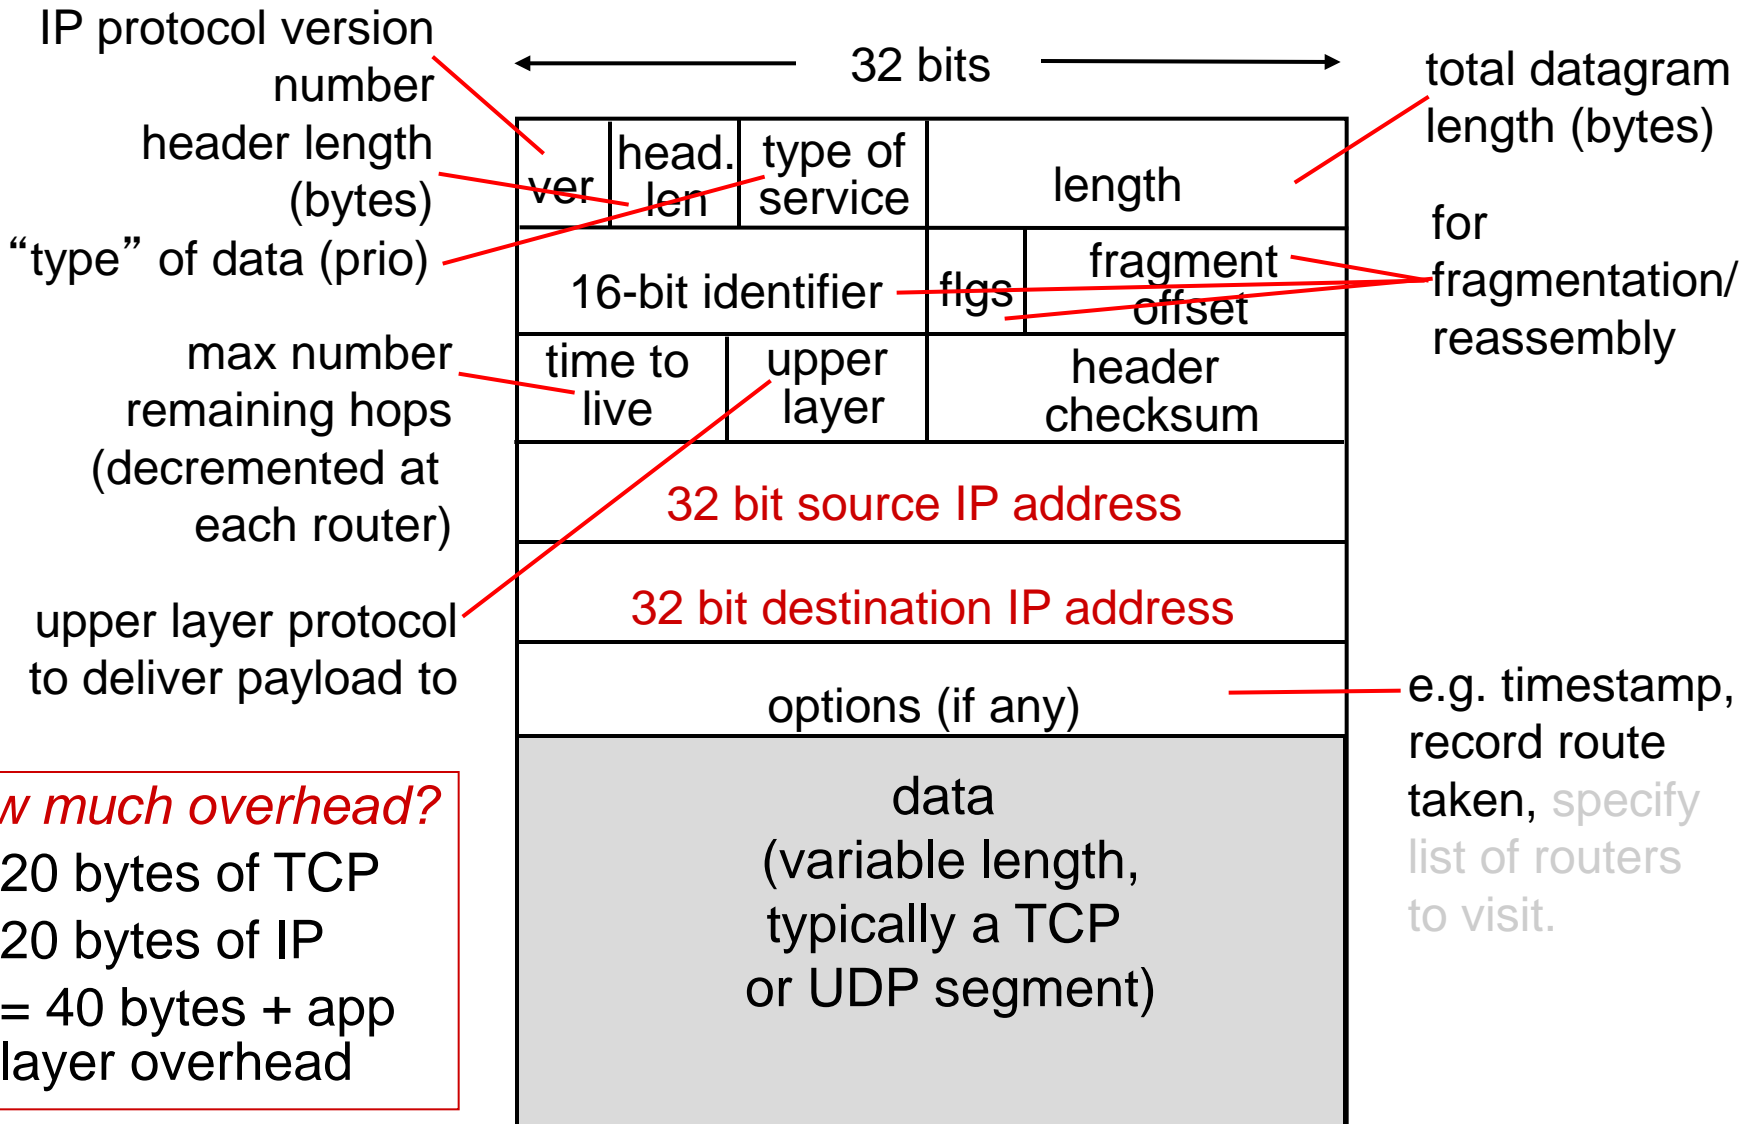 IP protocol version
number
header length
(bytes)
“type” of data (prio)
max number
remaining hops
(decremented at
each router)
upper layer protocol
to deliver payload to
much overhead?
20 bytes of TCP
20 bytes of IP
= 40 bytes + app
layer overhead
32 bits
ver
head.
len
type of
service
length
16-bit identifier
flgs
fragment
offset
time to
live
upper
layer
header
checksum
32 bit source IP address
32 bit destination IP address
options (if any)
data
(variable length,
typically a TCP
or UDP segment)
total datagram
length (bytes)
for
fragmentation/
reassembly
e.g. timestamp,
record route
taken, specify
list of routers
to visit.